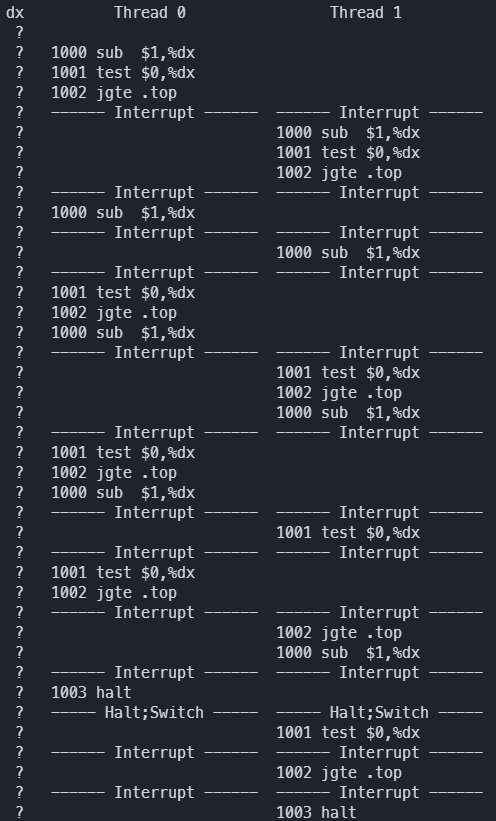 dx          Thread 0                Thread 1
 ?
 ?   1000 sub  $1,%dx
 ?   1001 test $0,%dx
 ?   1002 jgte .top
 ?   ------ Interrupt ------  ------ Interrupt ------
 ?                            1000 sub  $1,%dx
 ?                            1001 test $0,%dx
 ?                            1002 jgte .top
 ?   ------ Interrupt ------  ------ Interrupt ------
 ?   1000 sub  $1,%dx
 ?   ------ Interrupt ------  ------ Interrupt ------
 ?                            1000 sub  $1,%dx
 ?   ------ Interrupt ------  ------ Interrupt ------
 ?   1001 test $0,%dx
 ?   1002 jgte .top
 ?   1000 sub  $1,%dx
 ?   ------ Interrupt ------  ------ Interrupt ------
 ?                            1001 test $0,%dx
 ?                            1002 jgte .top
 ?                            1000 sub  $1,%dx
 ?   ------ Interrupt ------  ------ Interrupt ------
 ?   1001 test $0,%dx
 ?   1002 jgte .top
 ?   1000 sub  $1,%dx
 ?   ------ Interrupt ------  ------ Interrupt ------
 ?                            1001 test $0,%dx
 ?   ------ Interrupt ------  ------ Interrupt ------
 ?   1001 test $0,%dx
 ?   1002 jgte .top
 ?   ------ Interrupt ------  ------ Interrupt ------
 ?                            1002 jgte .top
 ?                            1000 sub  $1,%dx
 ?   ------ Interrupt ------  ------ Interrupt ------
 ?   1003 halt
 ?   ----- Halt;Switch -----  ----- Halt;Switch -----
 ?                            1001 test $0,%dx
 ?   ------ Interrupt ------  ------ Interrupt ------
 ?                            1002 jgte .top
 ?   ------ Interrupt ------  ------ Interrupt ------
 ?                            1003 halt